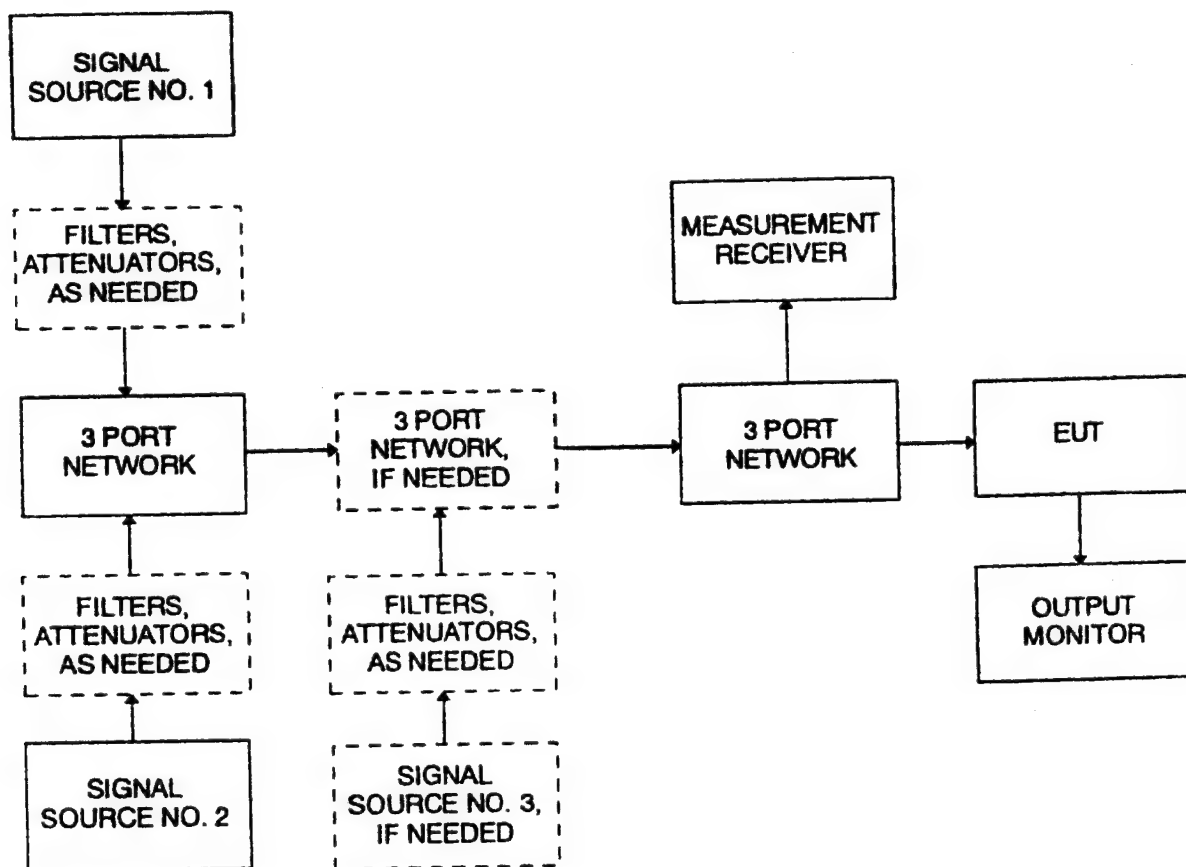 SIGNAL
SOURCE NO. 1
FILTERS,
ATTENUATORS,
AS NEEDED
MEASUREMENT
RECEIVER
3 PORT
NETWORK
3 PORT
NETWORK,
IF NEEDED
3 PORT
NETWORK
EUT
FILTERS,
ATTENUATORS,
AS NEEDED
FILTERS,
ATTENUATORS,
AS NEEDED
OUTPUT
MONITOR
SIGNAL
SOURCE NO. 2
SIGNAL
SOURCE NO. 3,
IF NEEDED